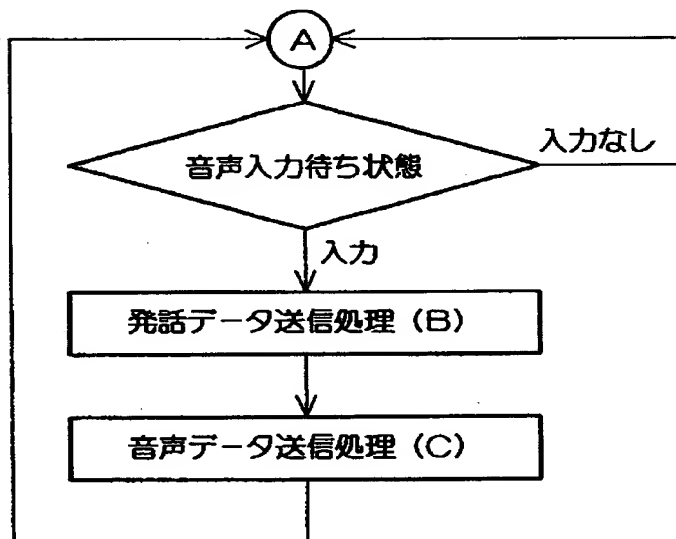 A
音声入力待ち状態
入力なし
入力
発話データ送信処理（B）
音声データ送信処理（C）